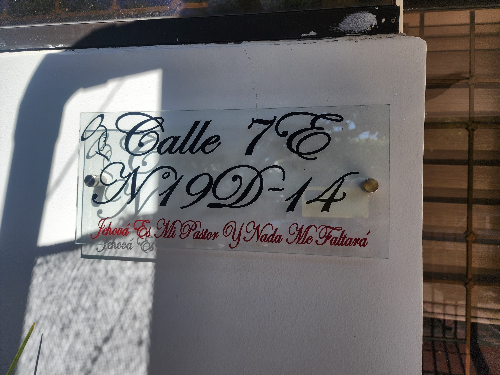 Calle 7E
N 19D-14
Jehová Es Mi Pastor Y Nada Me Faltará